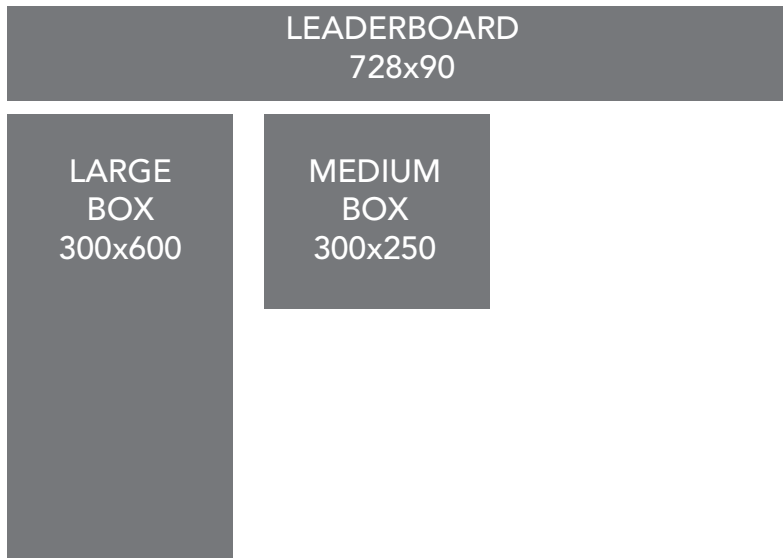 LEADERBOARD
728x90
LARGE
BOX
300x600
MEDIUM
BOX
300x250